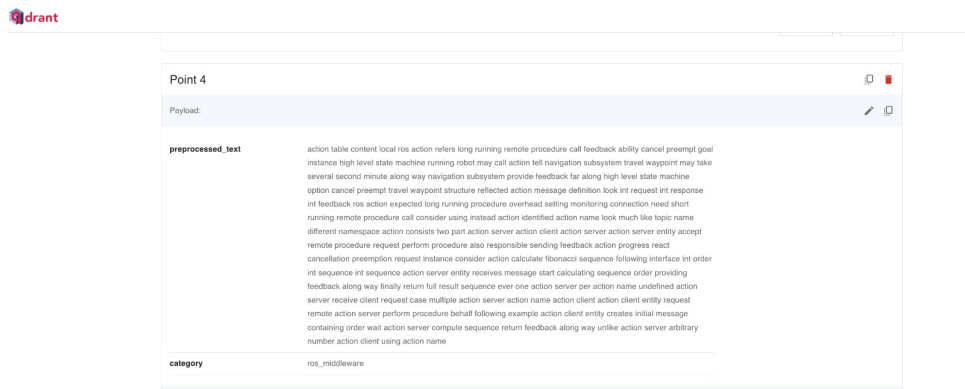 drant
Point 4
Payload:
preprocessed_text
action table content local ros action refers long running remote procedure call feedback ability cancel preempt goal
instance high level state machine running robot may call action tell navigation subsystem travel waypoint may take
several second minute along way navigation subsystem provide feedback far along high level state machine
option cancel preempt travel waypoint structure reflected action message definition look int request int response
int feedback ros action expected long running procedure overhead setting monitoring connection need short
running remote procedure call consider using instead action identified action name look much like topic name
different namespace action consists two part action server action client action server action server entity accept
remote procedure request perform procedure also responsible sending feedback action progress react
cancellation preemption request instance consider action calculate fibonacci sequence following interface int order
int sequence int sequence action server entity receives message start calculating sequence order providing
feedback along way finally return full result sequence ever one action server per action name undefined action
server receive client request case multiple action server action name action client action client entity request
remote action server perform procedure behalf following example action client entity creates initial message
containing order wait action server compute sequence return feedback along way unlike action server arbitrary
number action client using action name
category
ros_middleware